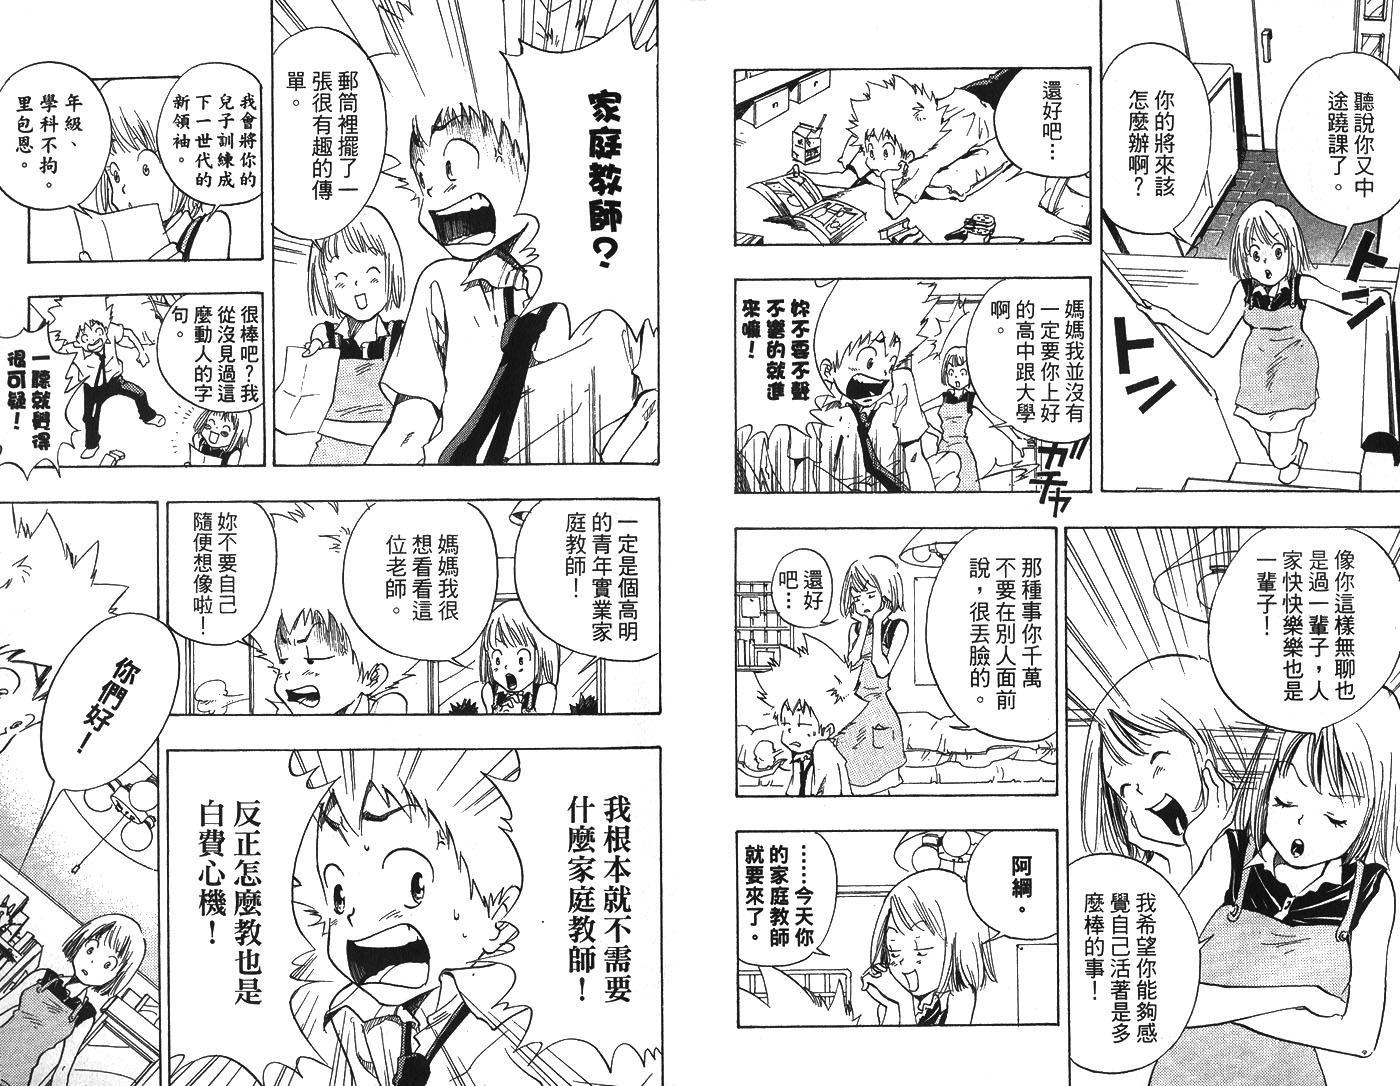 聽說你又中
途蹺課了。
你的將來該
怎麼辦啊？
トン
トン
還好吧…
媽媽我並沒有
一定要你上好
的高中跟大學
啊。
妳不要不聲
不響的就進
來嘛！
ガチャ
像你這樣無聊也
是過一輩子，人
家快快樂樂也是
一輩子！
我希望你能夠感
覺自己活著是多
麼棒的事！
那種事你千萬
不要在別人面前
說，很丟臉的。
還好
吧…
阿綱。
……今天你
的家庭教師
就要來了。
家庭教師？
郵筒裡擺了一
張很有趣的傳
單。
我會將你的
兒子訓練成
下一世代的
新領袖。
年級、
學科不拘。
里包恩。
很棒吧？我
從沒見過這
麼動人的字
句。
一聽就覺得
很可疑！
一定是個高明
的青年實業家
庭教師！
媽媽我很
想看看這
位老師。
妳不要自己
隨便想像啦！
我根本就不需要
什麼家庭教師！
反正怎麼教也是
白費心機！
你們好！